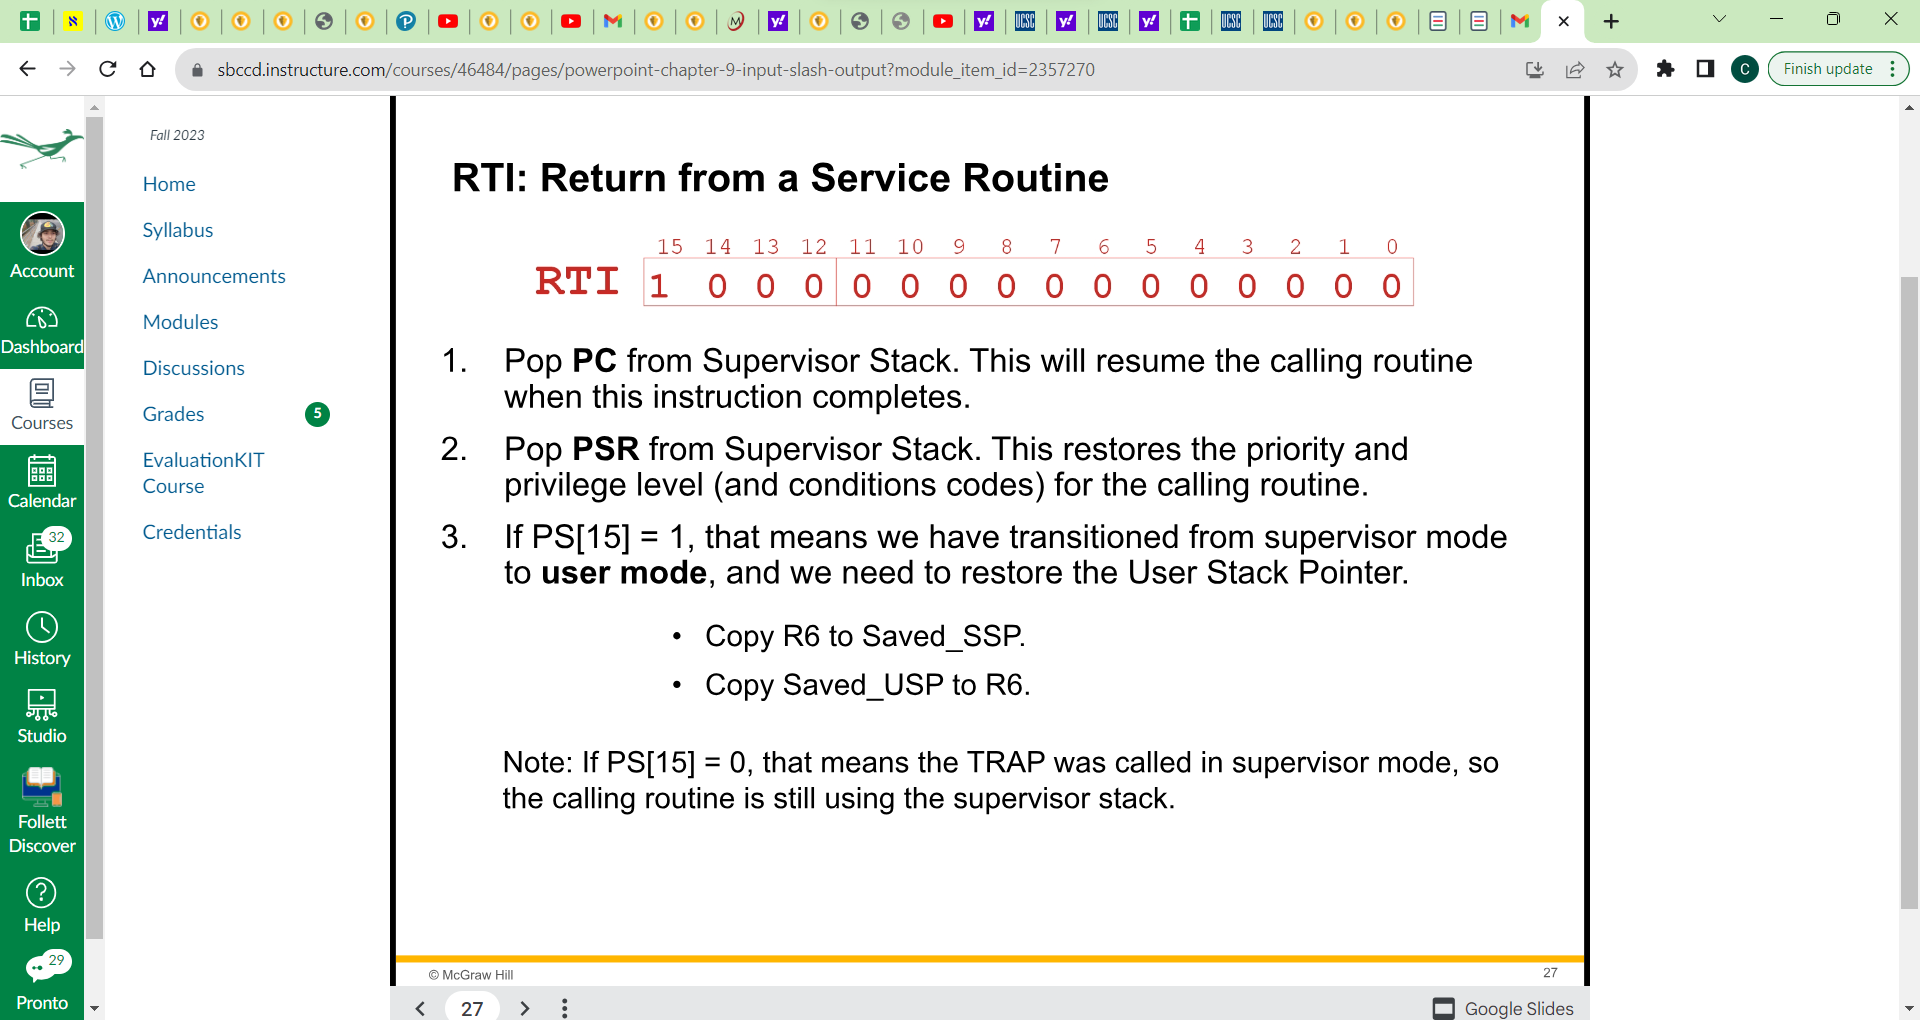 sbccd.instructure.com/courses/46484/pages/powerpoint-chapter-9-input-slash-output?module_item_id=2357270
C
Finish update
Account
Dashboard
Courses
Calendar
32
Inbox
History
Studio
Follett
Discover
Help
29
Pronto
Fall 2023
Home
Syllabus
Announcements
Modules
Discussions
Grades
5
EvaluationKIT
Course
Credentials
RTI: Return from a Service Routine
15 14 13 12 11 10 9 8 7 6 5 4 3 2 1 0
RTI 1 0 0 0 0 0 0 0 0 0 0 0 0 0 0 0
1. Pop PC from Supervisor Stack. This will resume the calling routine
when this instruction completes.
2. Pop PSR from Supervisor Stack. This restores the priority and
privilege level (and conditions codes) for the calling routine.
3. If PS[15] = 1, that means we have transitioned from supervisor mode
to user mode, and we need to restore the User Stack Pointer.
• Copy R6 to Saved_SSP.
• Copy Saved_USP to R6.
Note: If PS[15] = 0, that means the TRAP was called in supervisor mode, so
the calling routine is still using the supervisor stack.
© McGraw Hill
27
27
Google Slides